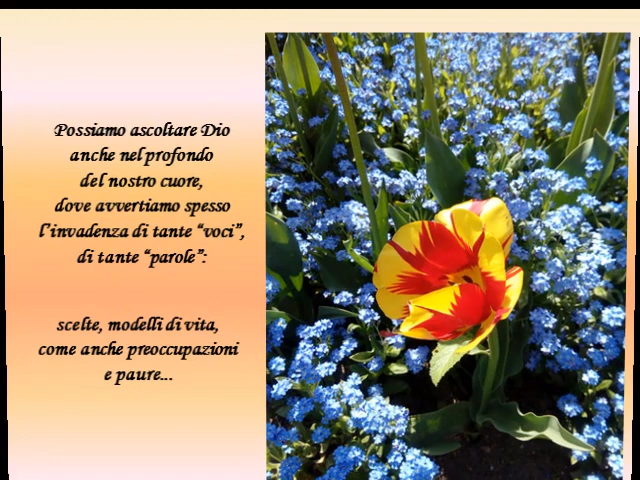 Possiamo ascoltare Dio
anche nel profondo
del nostro cuore,
dove avvertiamo spesso
l’invadenza di tante “voci”,
di tante “parole”:
scelte, modelli di vita,
come anche preoccupazioni
e paure...